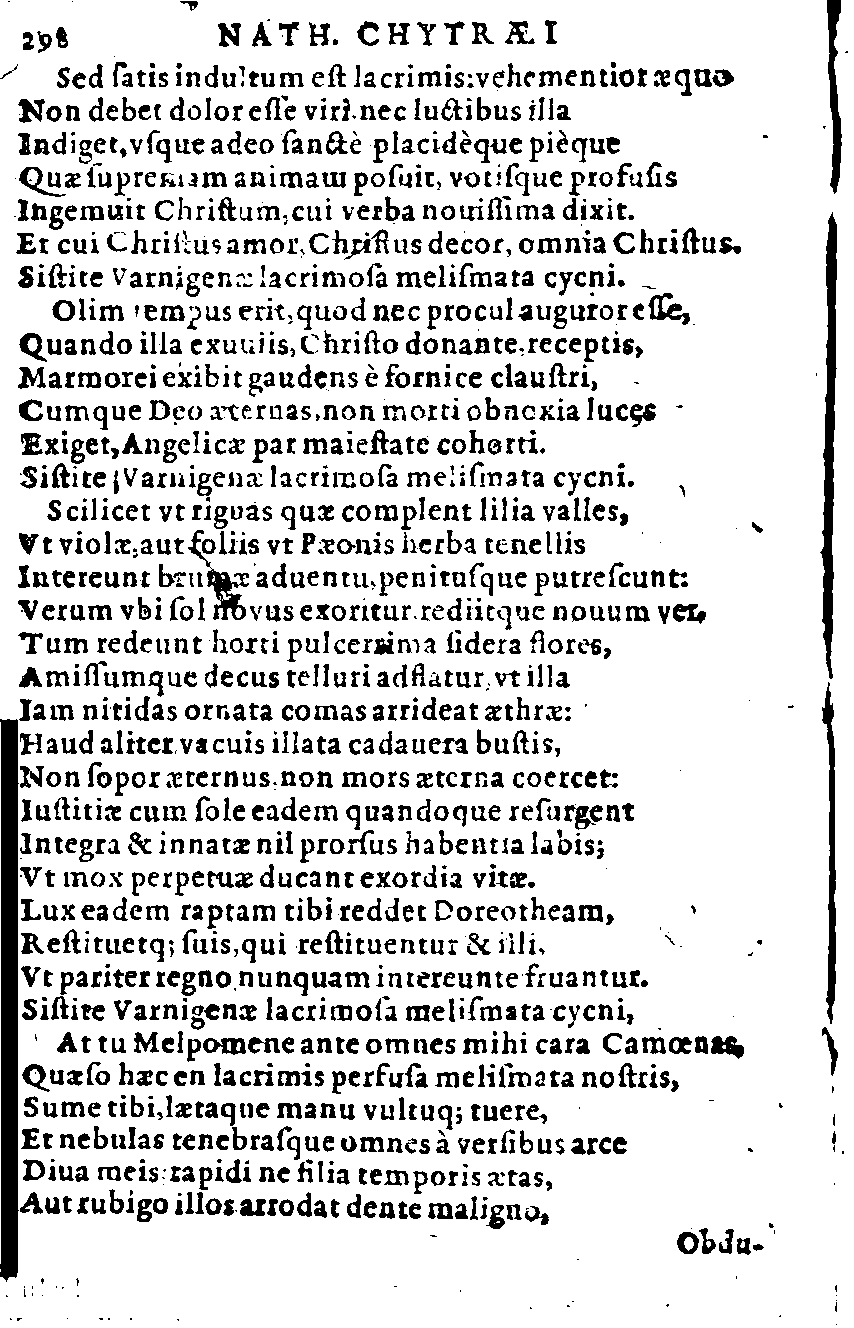 298 NATH. CHYTRÆI
Sed ſatis indultum eſt lacrimis: vehementior æquo
Non debet dolor eſſe viri, nec luctibus illa
Indiget, vſque adeo ſanctè placidèque pièque
Quæ ſupremam animam poſuit, votiſque profuſis
Ingemuit Chriſtum, cui verba nouiſſima dixit.
Et cui Chriſtus amor, Chriſtus decor, omnia Chriſtus.
Siſtite Varnigenæ lacrimoſa meliſmata cycni.
Olim tempus erit, quod nec procul auguror eſſe,
Quando illa exuuiis, Chriſto donante, receptis,
Marmorei exibit gaudens è fornice clauſtri,
Cumque Deo æternas, non morti obnoxia luces
Exiget, Angelicæ par maieſtate cohorti.
Siſtite Varnigenæ lacrimoſa meliſmata cycni.
Scilicet vt riguas quæ complent lilia valles,
Vt violæ, aut foliis vt Pæonis herba tenellis
Intereunt brumæ aduentu, penituſque putreſcunt:
Verum vbi ſol novus exoritur, rediitque nouum ver,
Tum redeunt horti pulcerrima ſidera flores,
Amiſſumque decus telluri adflatur, vt illa
Iam nitidas ornata comas arrideat æthræ:
Haud aliter vacuis illata cadauera buſtis,
Non ſopor æternus, non mors æterna coercet:
Iuſtitiæ cum ſole eadem quandoque reſurgent
Integra & innatæ nil prorſus habentia labis;
Vt mox perpetuæ ducant exordia vitæ.
Lux eadem raptam tibi reddet Doreotheam,
Reſtituetq; ſuis, qui reſtituentur & illi,
Vt pariter regno nunquam intereunte fruantur.
Siſtite Varnigenæ lacrimoſa meliſmata cycni,
At tu Melpomene ante omnes mihi cara Camœnas,
Quæſo hæc en lacrimis perfuſa meliſmata noſtris,
Sume tibi, lætaque manu vultuq; tuere,
Et nebulas tenebraſque omnes à verſibus arce
Diua meis: rapidi ne filia temporis ætas,
Aut rubigo illos arrodat dente maligno,
Obdu-